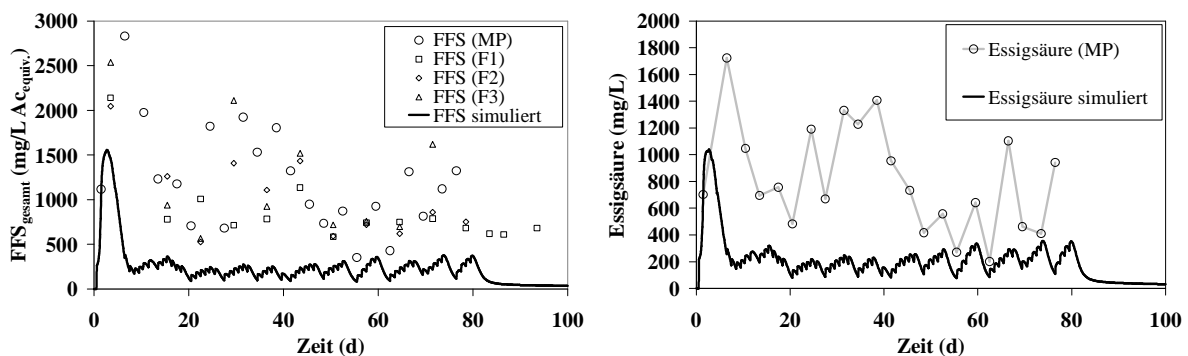 FFS_gesamt (mg/L Ac_equiv.)
3000
2500
2000
1500
1000
500
0
0 20 40 60 80 100
Zeit (d)
FFS (MP)
FFS (F1)
FFS (F2)
FFS (F3)
FFS simuliert
Essigsäure (mg/L)
2000
1800
1600
1400
1200
1000
800
600
400
200
0
0 20 40 60 80 100
Zeit (d)
Essigsäure (MP)
Essigsäure simuliert